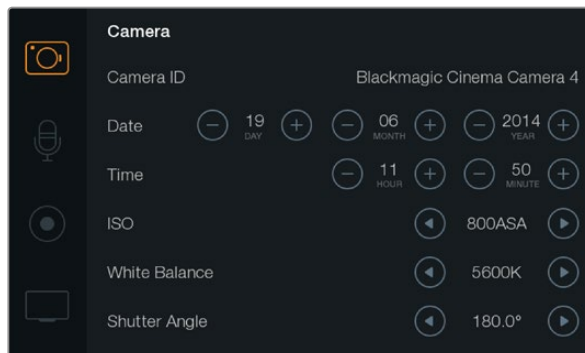 Camera
Camera ID Blackmagic Cinema Camera 4
Date 19 DAY 06 MONTH 2014 YEAR
Time 11 HOUR 50 MINUTE
ISO 800ASA
White Balance 5600K
Shutter Angle 180.0°